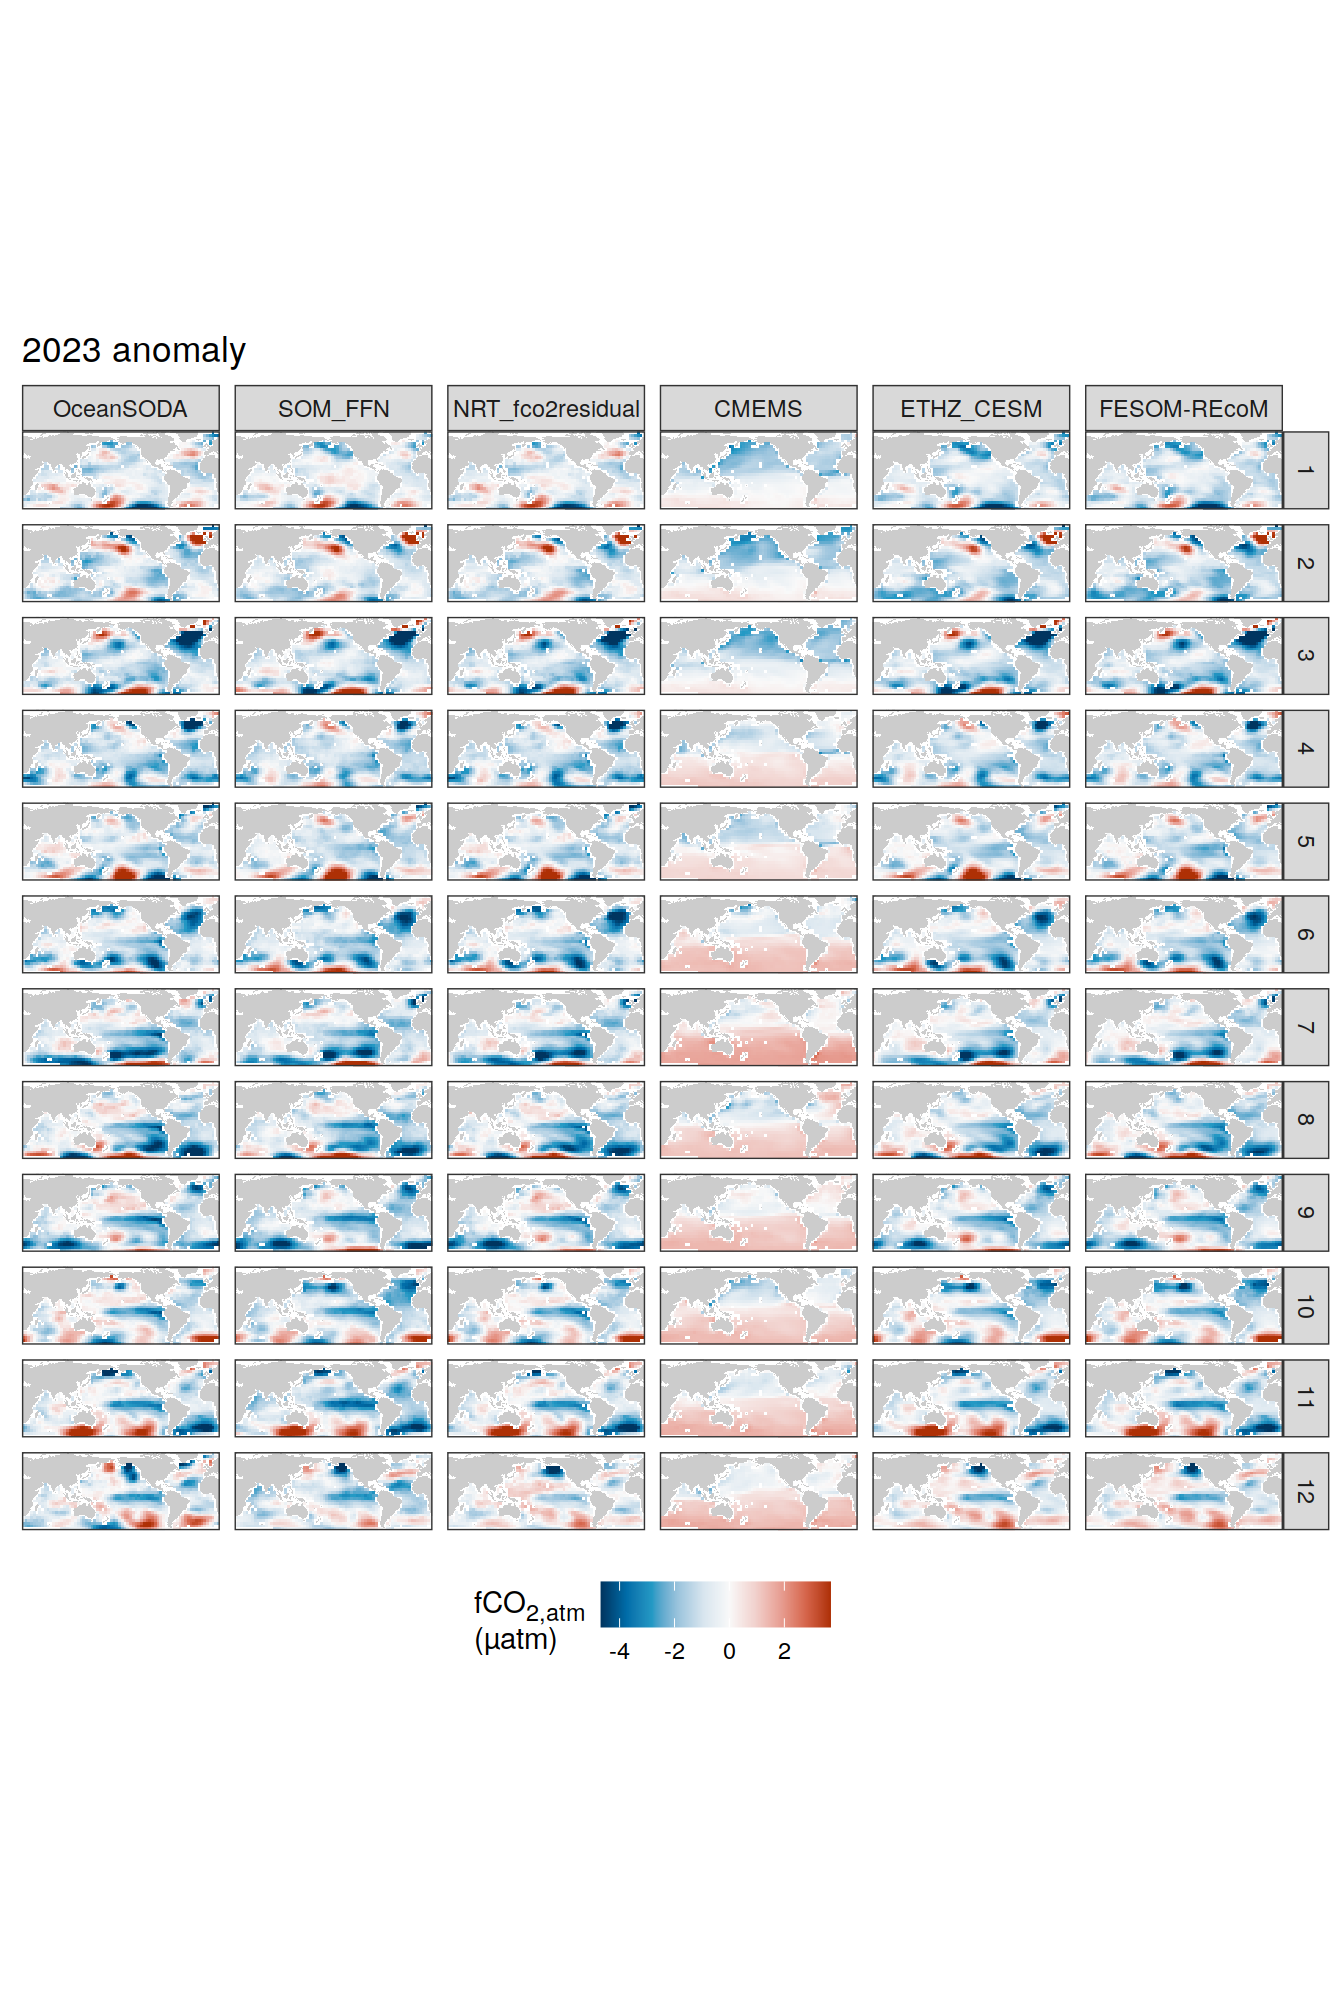 2023 anomaly
OceanSODA SOM_FFN NRT_fco2residual CMEMS ETHZ_CESM FESOM-REcoM
1
2
3
4
5
6
7
8
9
10
11
12
fCO2,atm
(µatm)
-4 -2 0 2